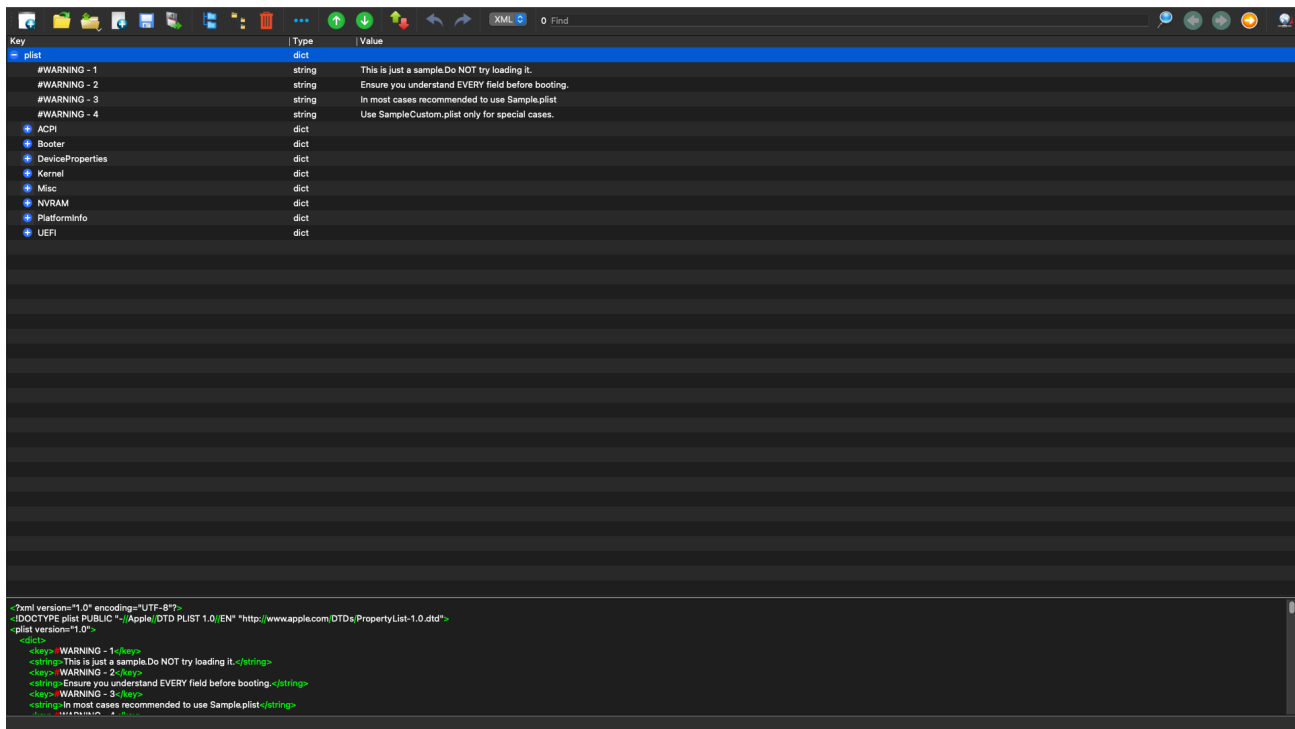 XML 0 Find
Key Type Value
plist dict
#WARNING - 1 string This is just a sample.Do NOT try loading it.
#WARNING - 2 string Ensure you understand EVERY field before booting.
#WARNING - 3 string In most cases recommended to use Sample.plist
#WARNING - 4 string Use SampleCustom.plist only for special cases.
ACPI dict
Booter dict
DeviceProperties dict
Kernel dict
Misc dict
NVRAM dict
PlatformInfo dict
UEFI dict
<?xml version="1.0" encoding="UTF-8"?>
<!DOCTYPE plist PUBLIC "-//Apple//DTD PLIST 1.0//EN" "http://www.apple.com/DTDs/PropertyList-1.0.dtd">
<plist version="1.0">
<dict>
<key>#WARNING - 1</key>
<string>This is just a sample.Do NOT try loading it.</string>
<key>#WARNING - 2</key>
<string>Ensure you understand EVERY field before booting.</string>
<key>#WARNING - 3</key>
<string>In most cases recommended to use Sample.plist</string>
<key>#WARNING - 4</key>